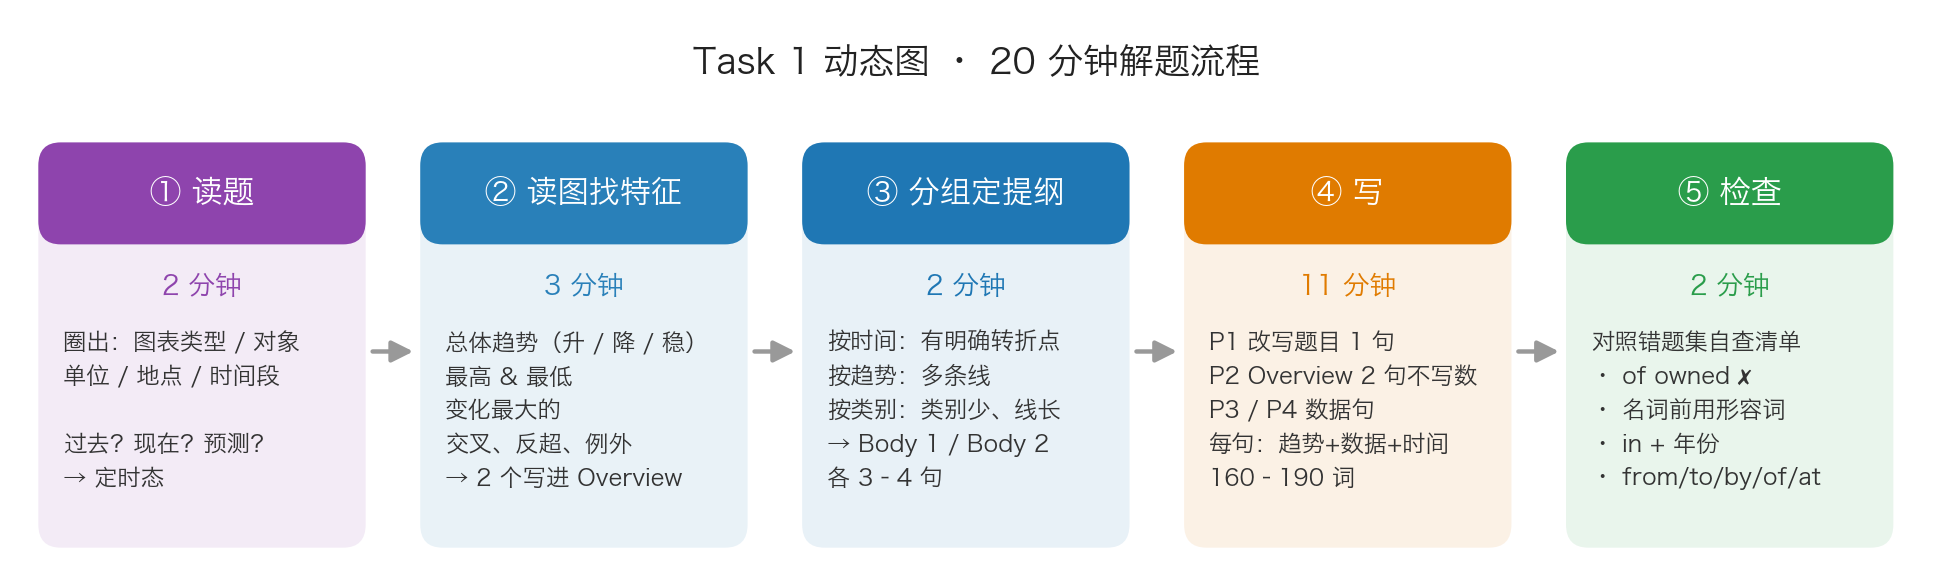 Task 1 动态图 · 20 分钟解题流程
① 读题
2 分钟
圈出：图表类型 / 对象
单位 / 地点 / 时间段
过去？现在？预测？
→ 定时态
② 读图找特征
3 分钟
总体趋势（升 / 降 / 稳）
最高 & 最低
变化最大的
交叉、反超、例外
→ 2 个写进 Overview
③ 分组定提纲
2 分钟
按时间：有明确转折点
按趋势：多条线
按类别：类别少、线长
→ Body 1 / Body 2
各 3 - 4 句
④ 写
11 分钟
P1 改写题目 1 句
P2 Overview 2 句不写数
P3 / P4 数据句
每句：趋势+数据+时间
160 - 190 词
⑤ 检查
2 分钟
对照错题集自查清单
· of owned ✗
· 名词前用形容词
· in + 年份
· from/to/by/of/at